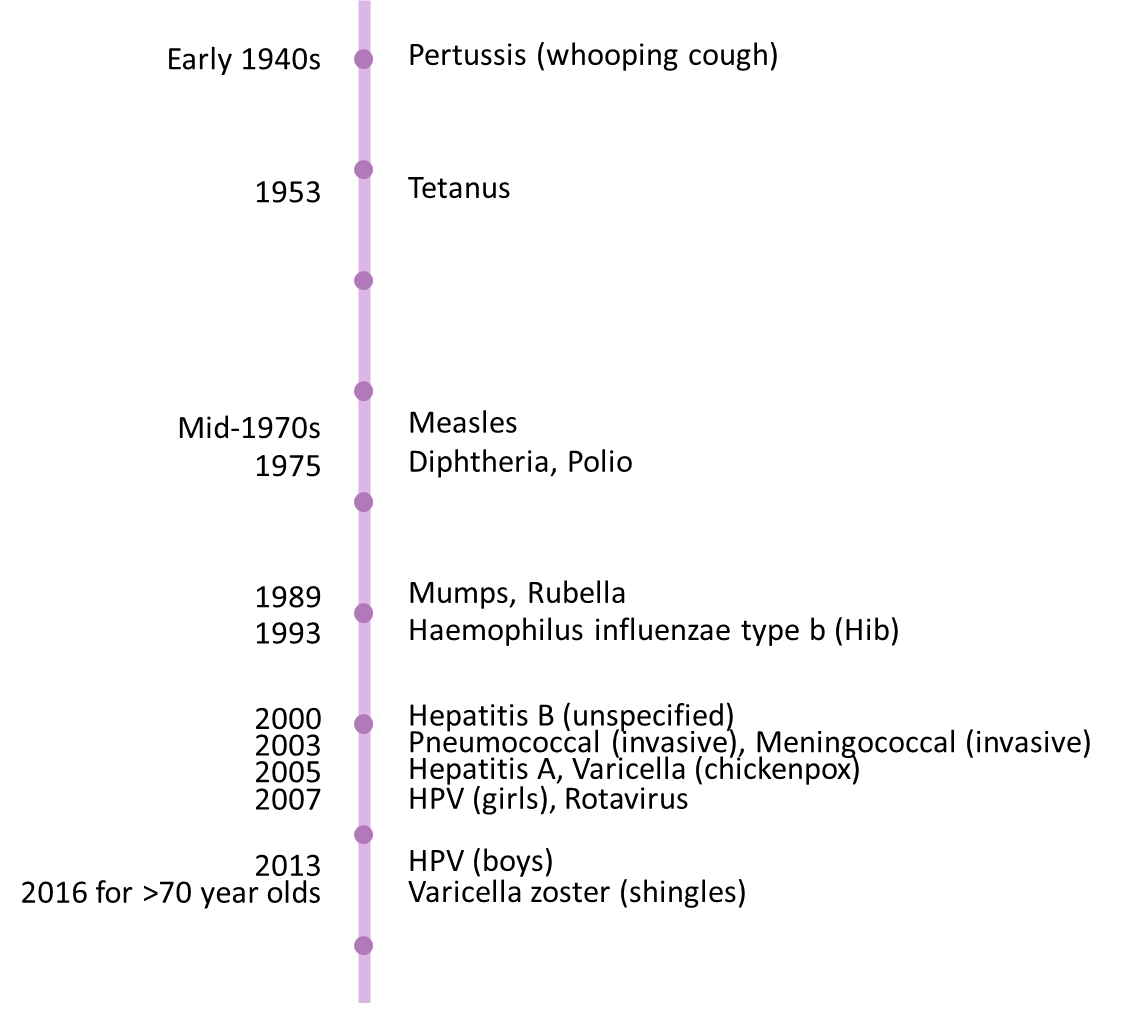 Early 1940s Pertussis (whooping cough)
1953 Tetanus
Mid-1970s Measles
1975 Diphtheria, Polio
1989 Mumps, Rubella
1993 Haemophilus influenzae type b (Hib)
2000 Hepatitis B (unspecified)
2003 Pneumococcal (invasive), Meningococcal (invasive)
2005 Hepatitis A, Varicella (chickenpox)
2007 HPV (girls), Rotavirus
2013 HPV (boys)
2016 for >70 year olds Varicella zoster (shingles)